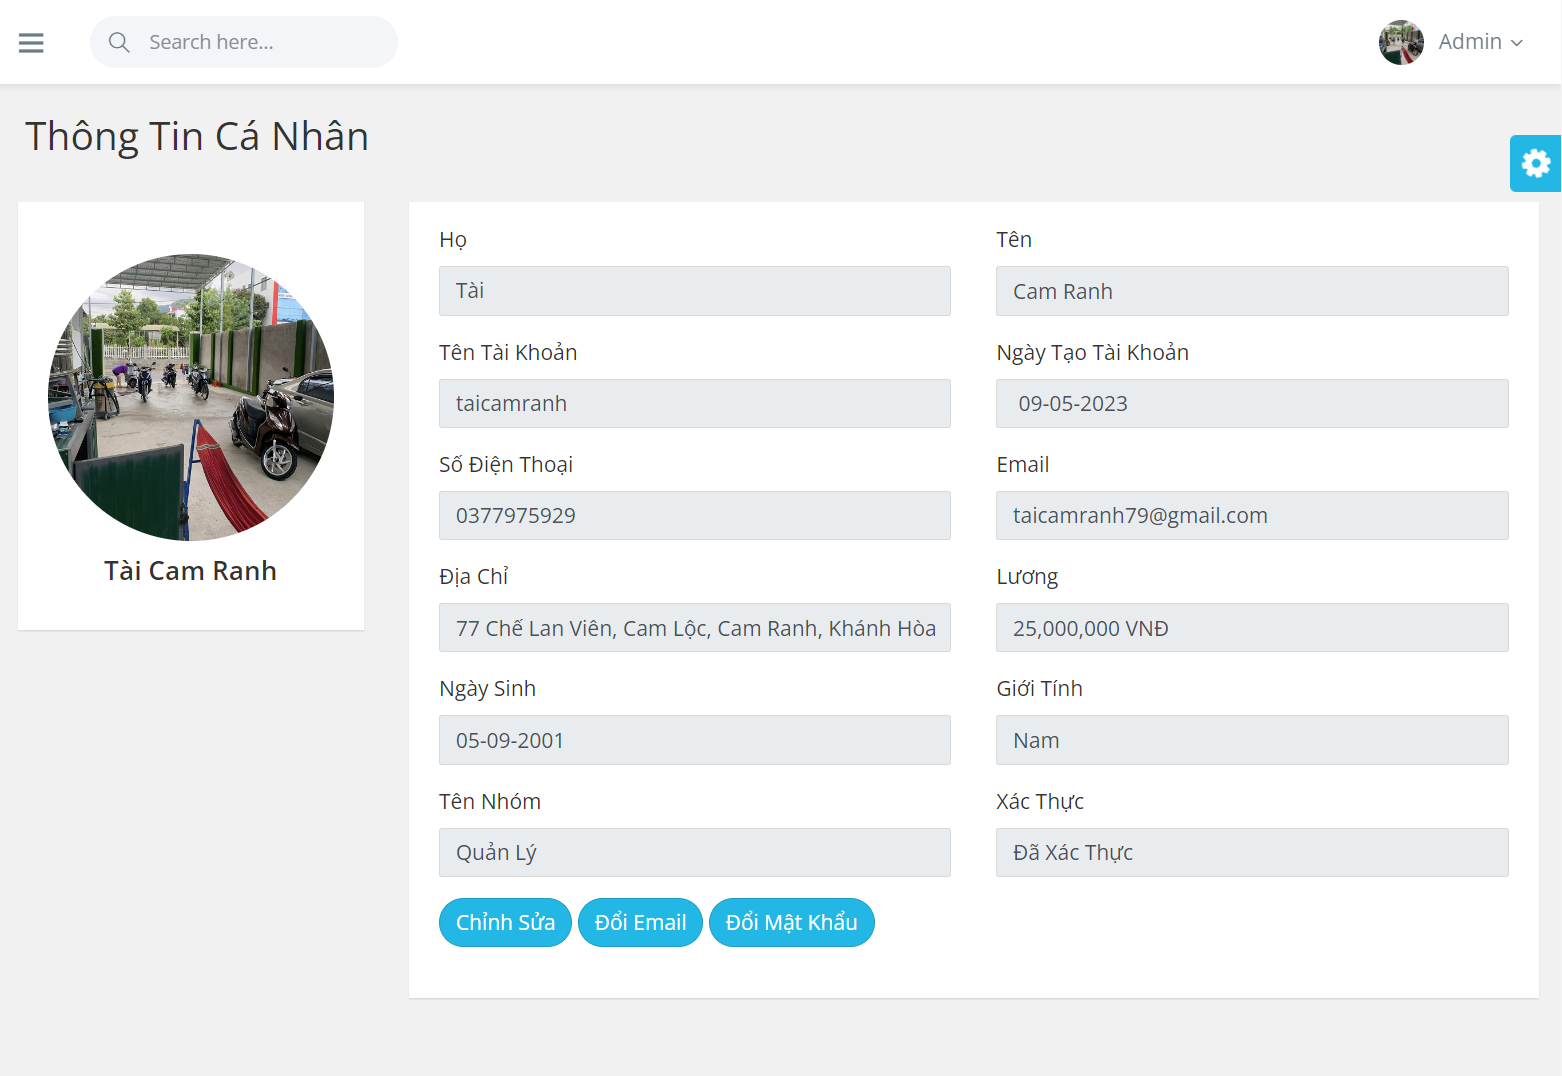 Search here...
Admin
Thông Tin Cá Nhân
Tài Cam Ranh
Họ
Tên
Tài
Cam Ranh
Tên Tài Khoản
Ngày Tạo Tài Khoản
taicamranh
09-05-2023
Số Điện Thoại
Email
0377975929
taicamranh79@gmail.com
Địa Chỉ
Lương
77 Chế Lan Viên, Cam Lộc, Cam Ranh, Khánh Hòa
25,000,000 VNĐ
Ngày Sinh
Giới Tính
05-09-2001
Nam
Tên Nhóm
Xác Thực
Quản Lý
Đã Xác Thực
Chỉnh Sửa
Đổi Email
Đổi Mật Khẩu